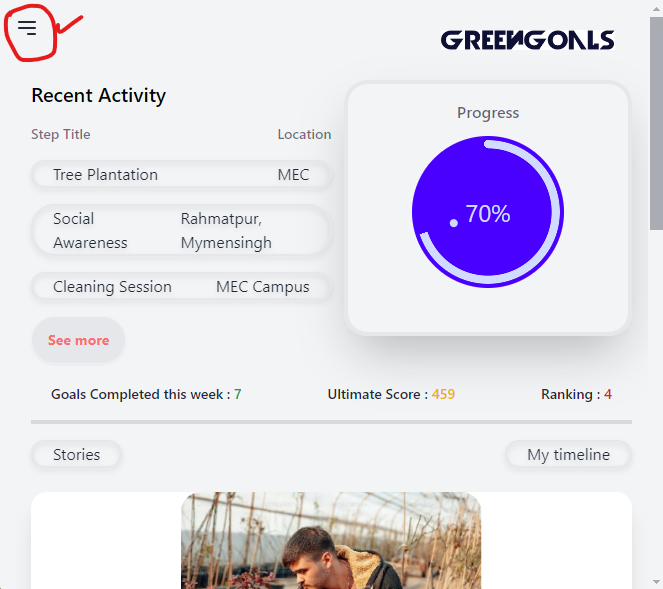 GREENGOALS
Recent Activity
Step Title Location
Tree Plantation MEC
Social Awareness Rahmatpur, Mymensingh
Cleaning Session MEC Campus
See more
Progress
70%
Goals Completed this week : 7 Ultimate Score : 459 Ranking : 4
Stories My timeline